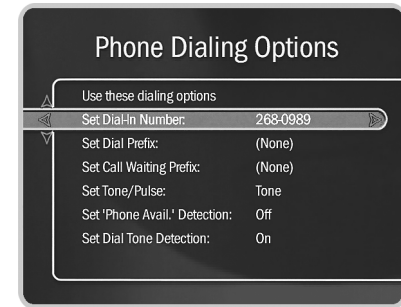 Phone Dialing Options
Use these dialing options
Set Dial-In Number: 268-0989
Set Dial Prefix: (None)
Set Call Waiting Prefix: (None)
Set Tone/Pulse: Tone
Set 'Phone Avail.' Detection: Off
Set Dial Tone Detection: On